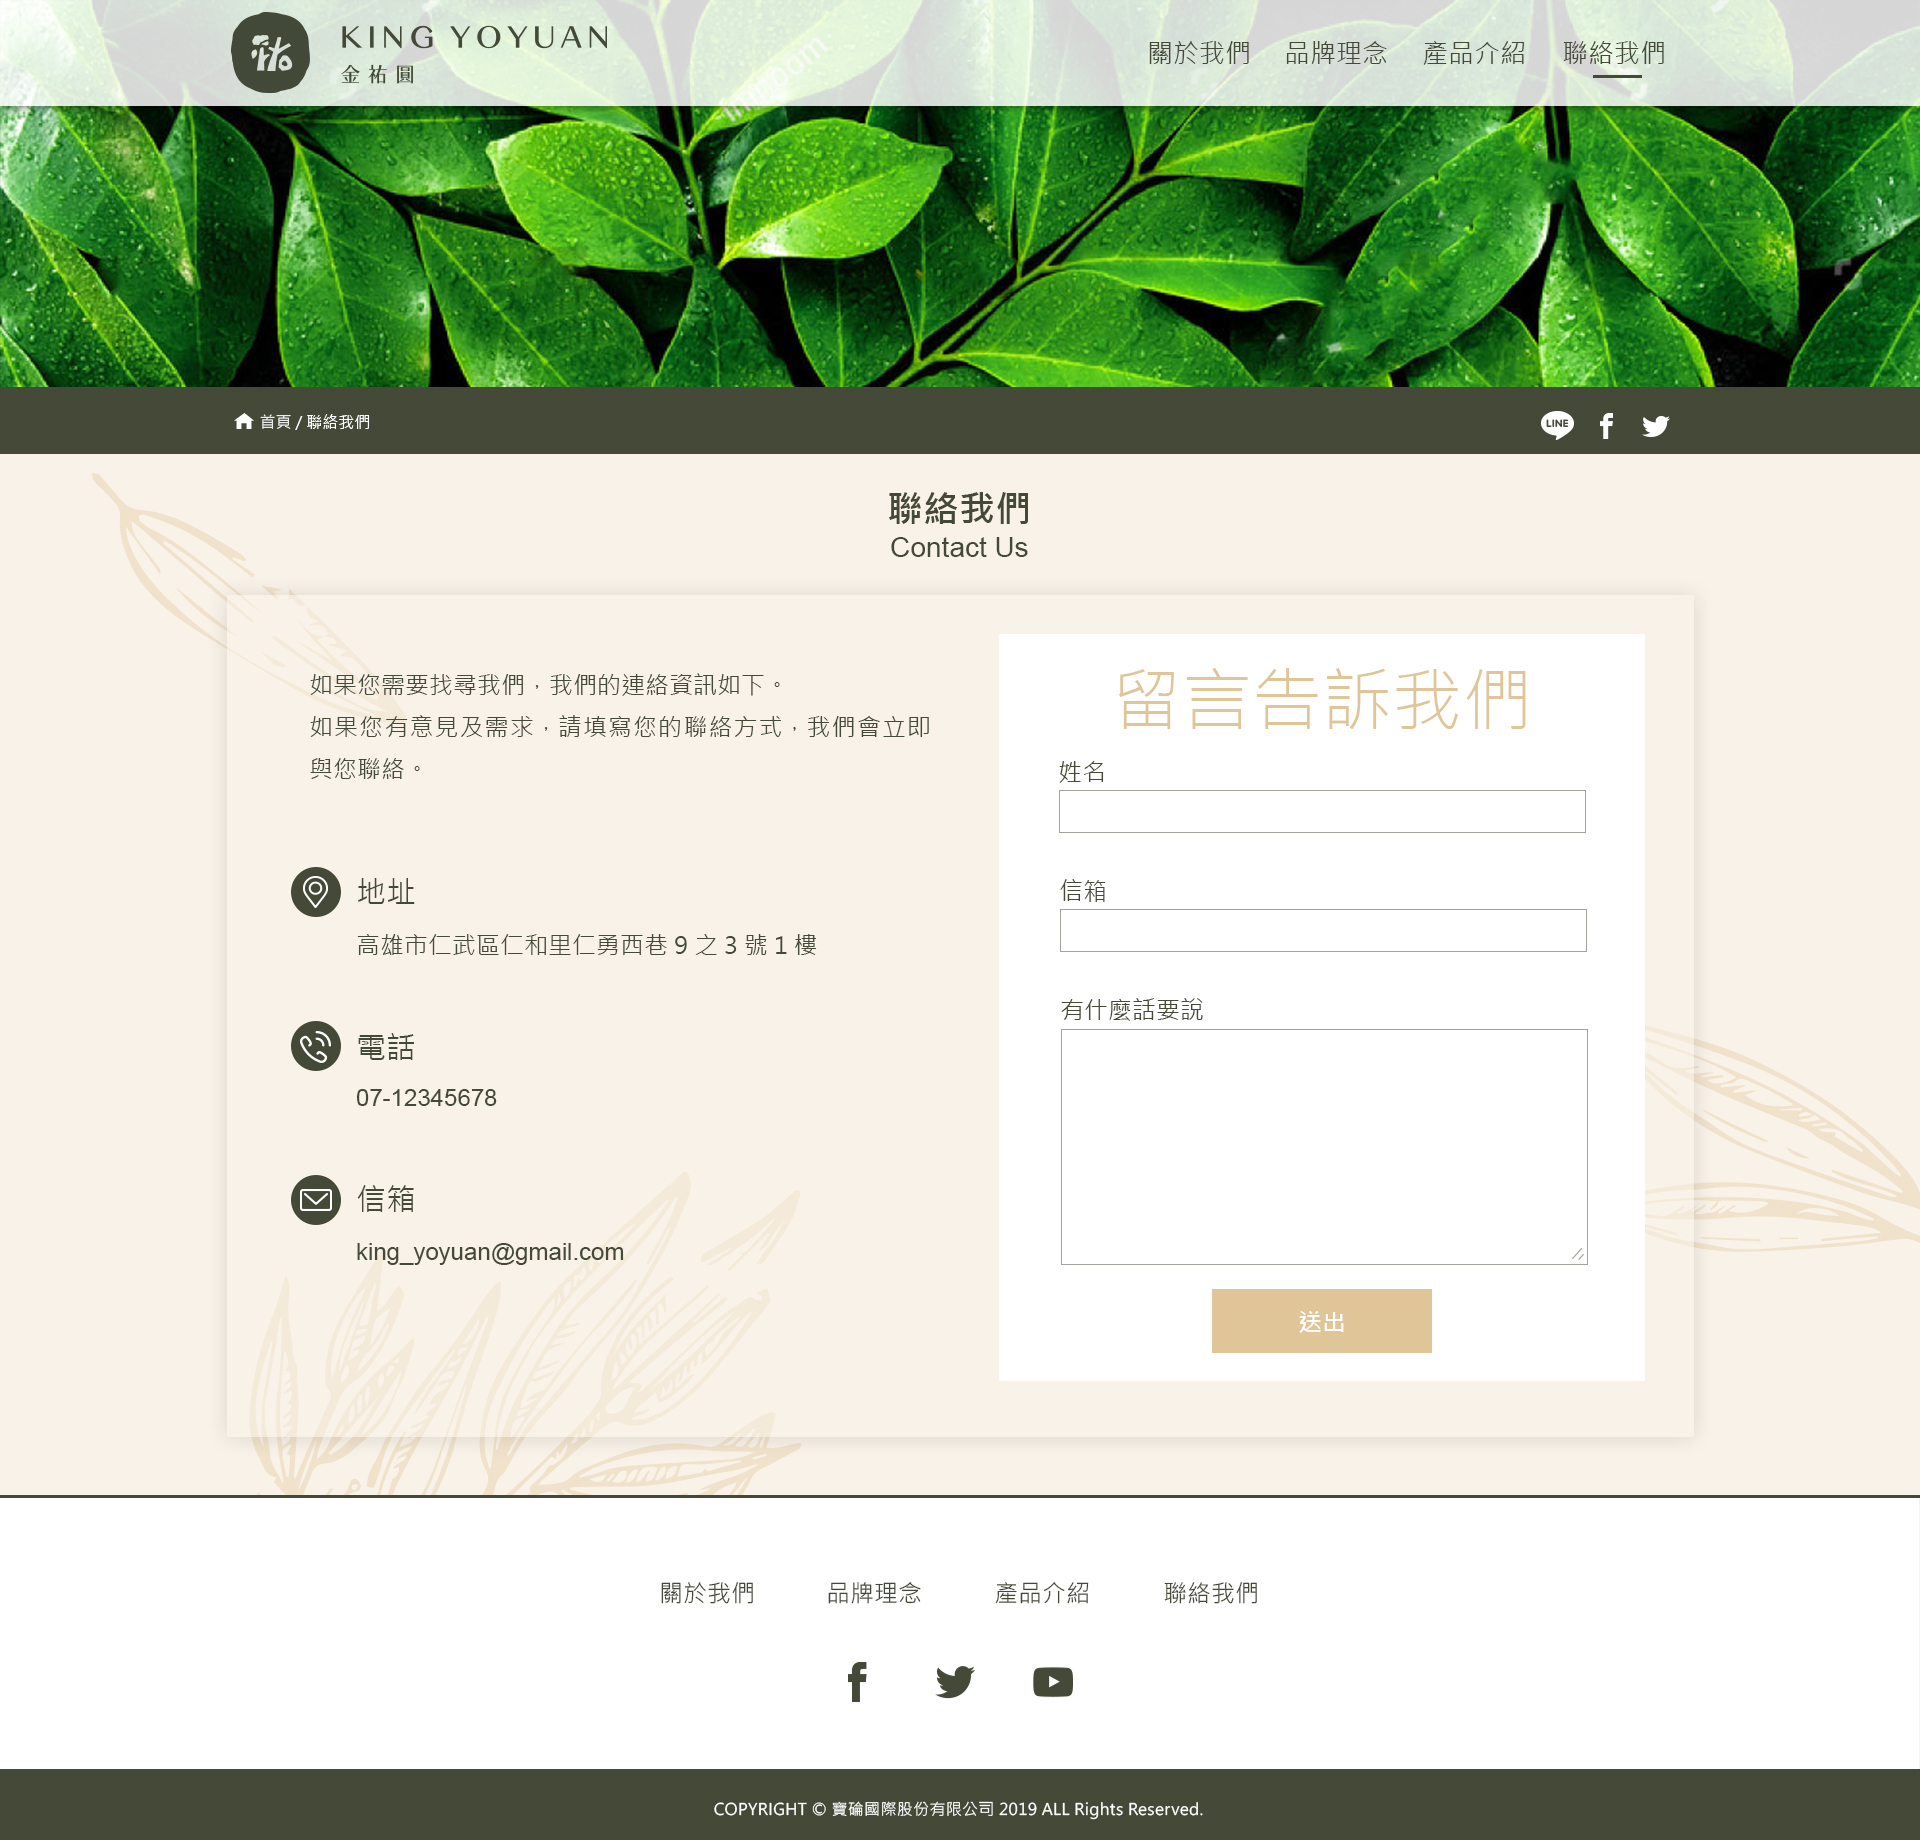 祐
KING YOYUAN
金祐圓
關於我們 品牌理念 產品介紹 聯絡我們
首頁 / 聯絡我們
LINE
聯絡我們
Contact Us
如果您需要找尋我們，我們的連絡資訊如下。
如果您有意見及需求，請填寫您的聯絡方式，我們會立即
與您聯絡。
地址
高雄市仁武區仁和里仁勇西巷 9 之 3 號 1 樓
電話
07-12345678
信箱
king_yoyuan@gmail.com
留言告訴我們
姓名
信箱
有什麼話要說
送出
關於我們 品牌理念 產品介紹 聯絡我們
COPYRIGHT © 寶碖國際股份有限公司 2019 ALL Rights Reserved.